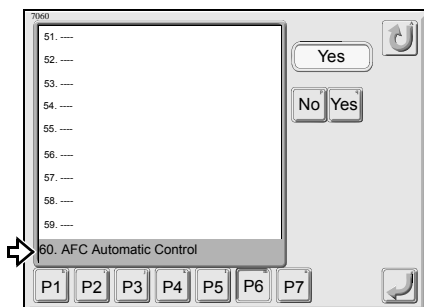 7060
51. ----
52. ----
53. ----
54. ----
55. ----
56. ----
57. ----
58. ----
59. ----
60. AFC Automatic Control
Yes
No Yes
P1 P2 P3 P4 P5 P6 P7